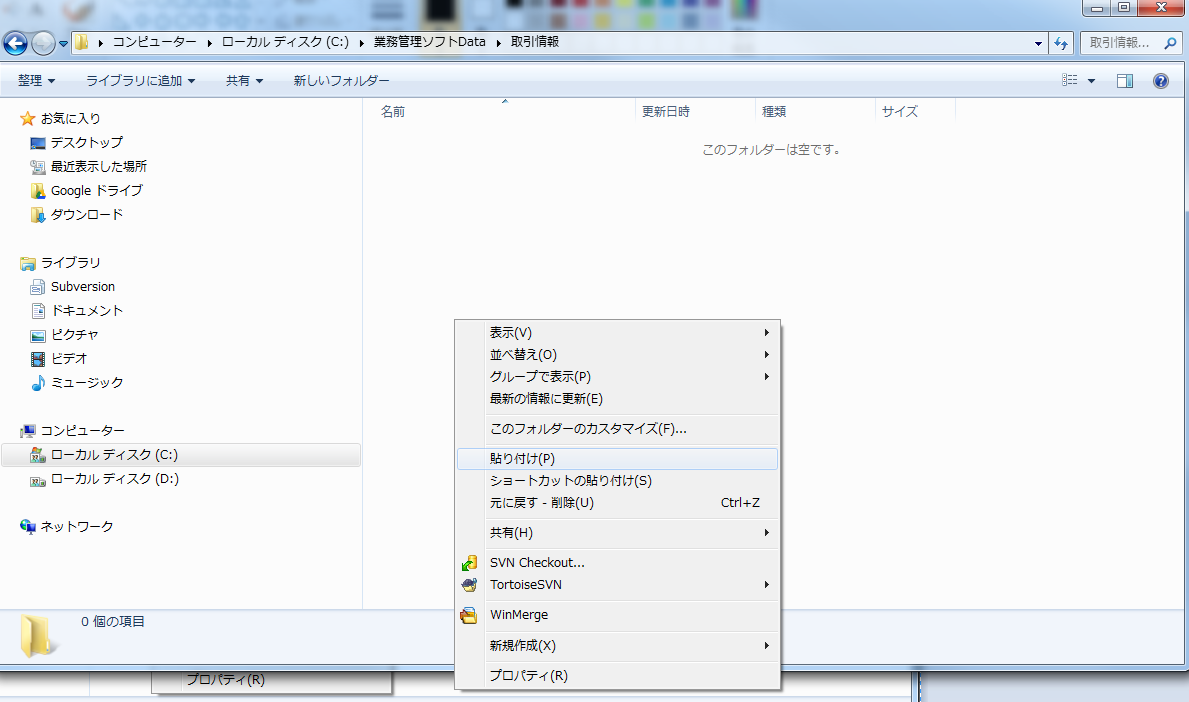 コンピューター ▸ ローカル ディスク (C:) ▸ 業務管理ソフトData ▸ 取引情報
取引情報...
整理 ライブラリに追加 共有 新しいフォルダー
名前 更新日時 種類 サイズ
このフォルダーは空です。
お気に入り
デスクトップ
最近表示した場所
Google ドライブ
ダウンロード
ライブラリ
Subversion
ドキュメント
ピクチャ
ビデオ
ミュージック
コンピューター
ローカル ディスク (C:)
ローカル ディスク (D:)
ネットワーク
表示(V)
並べ替え(O)
グループで表示(P)
最新の情報に更新(E)
このフォルダーのカスタマイズ(F)...
貼り付け(P)
ショートカットの貼り付け(S)
元に戻す - 削除(U) Ctrl+Z
共有(H)
SVN Checkout...
TortoiseSVN
WinMerge
新規作成(X)
プロパティ(R)
0 個の項目
プロパティ(R)